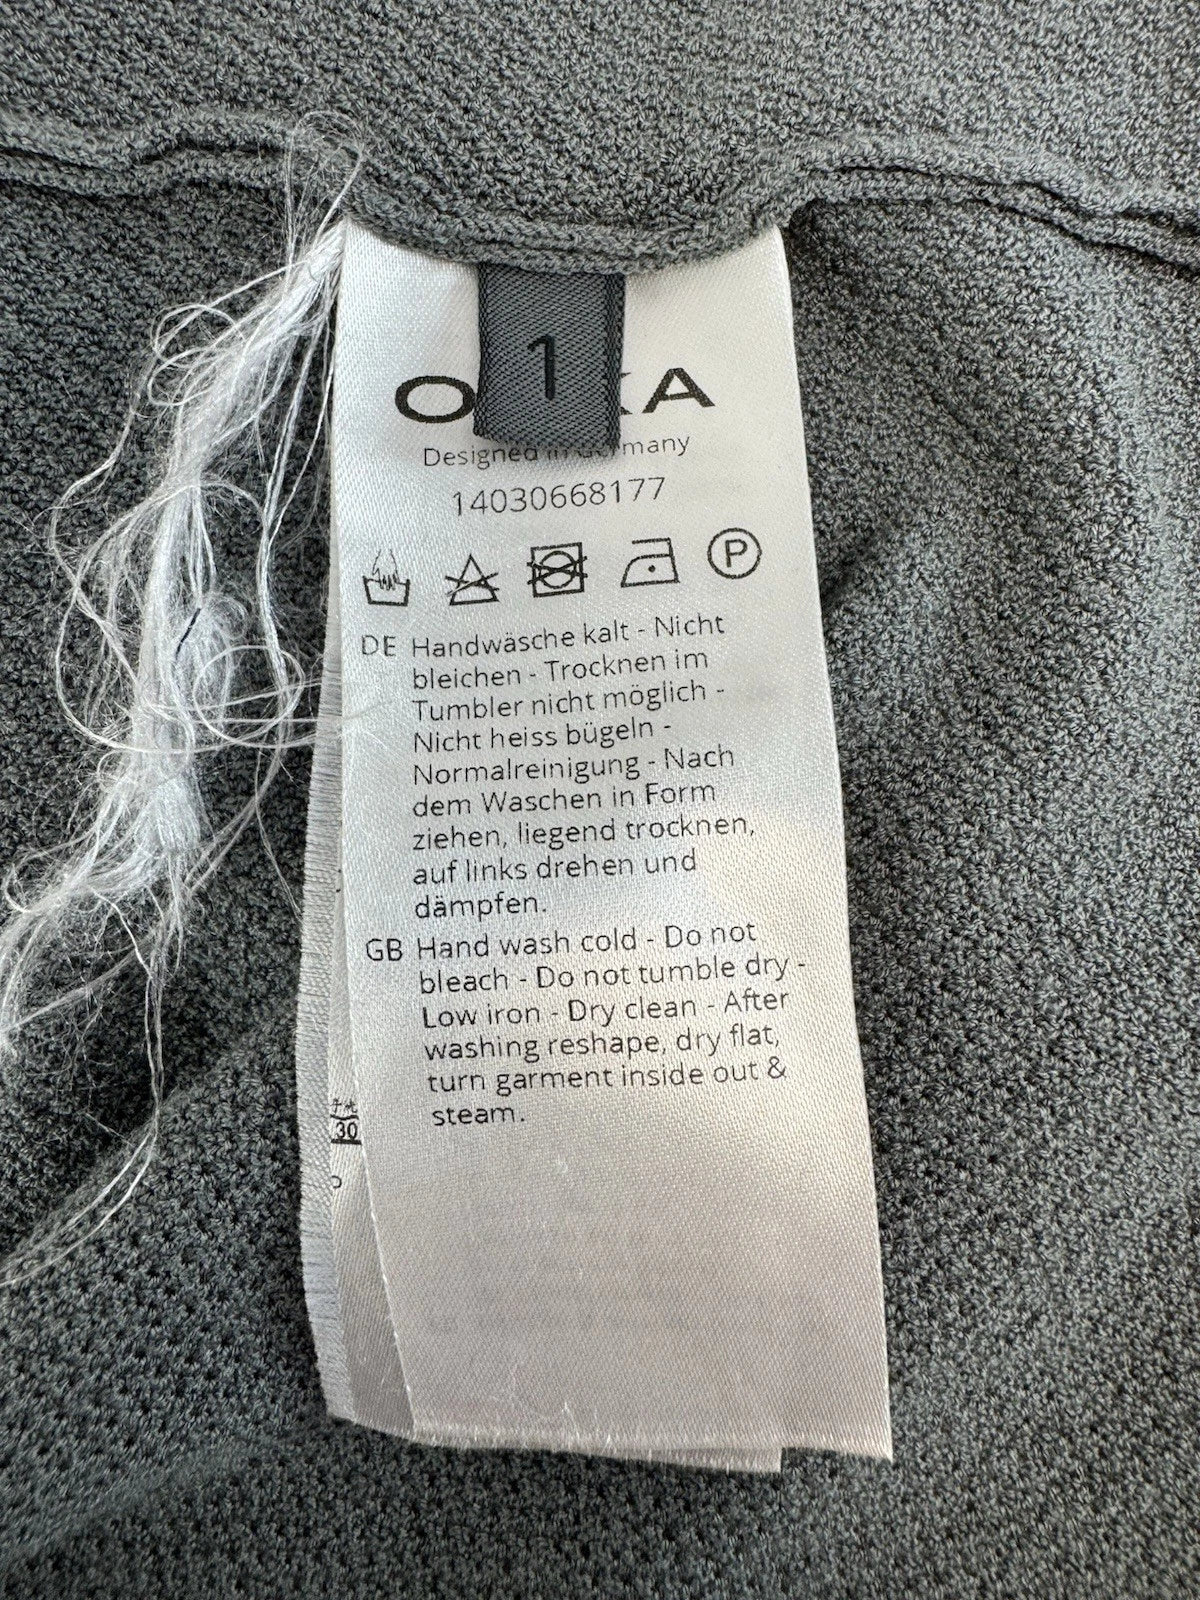 1
Designed in Germany
14030668177
P
DE Handwäsche kalt - Nicht
bleichen - Trocknen im
Tumbler nicht möglich -
Nicht heiss bügeln -
Normalreinigung - Nach
dem Waschen in Form
ziehen, liegend trocknen,
auf links drehen und
dämpfen.
GB Hand wash cold - Do not
bleach - Do not tumble dry -
Low iron - Dry clean - After
washing reshape, dry flat,
turn garment inside out &
steam.
30